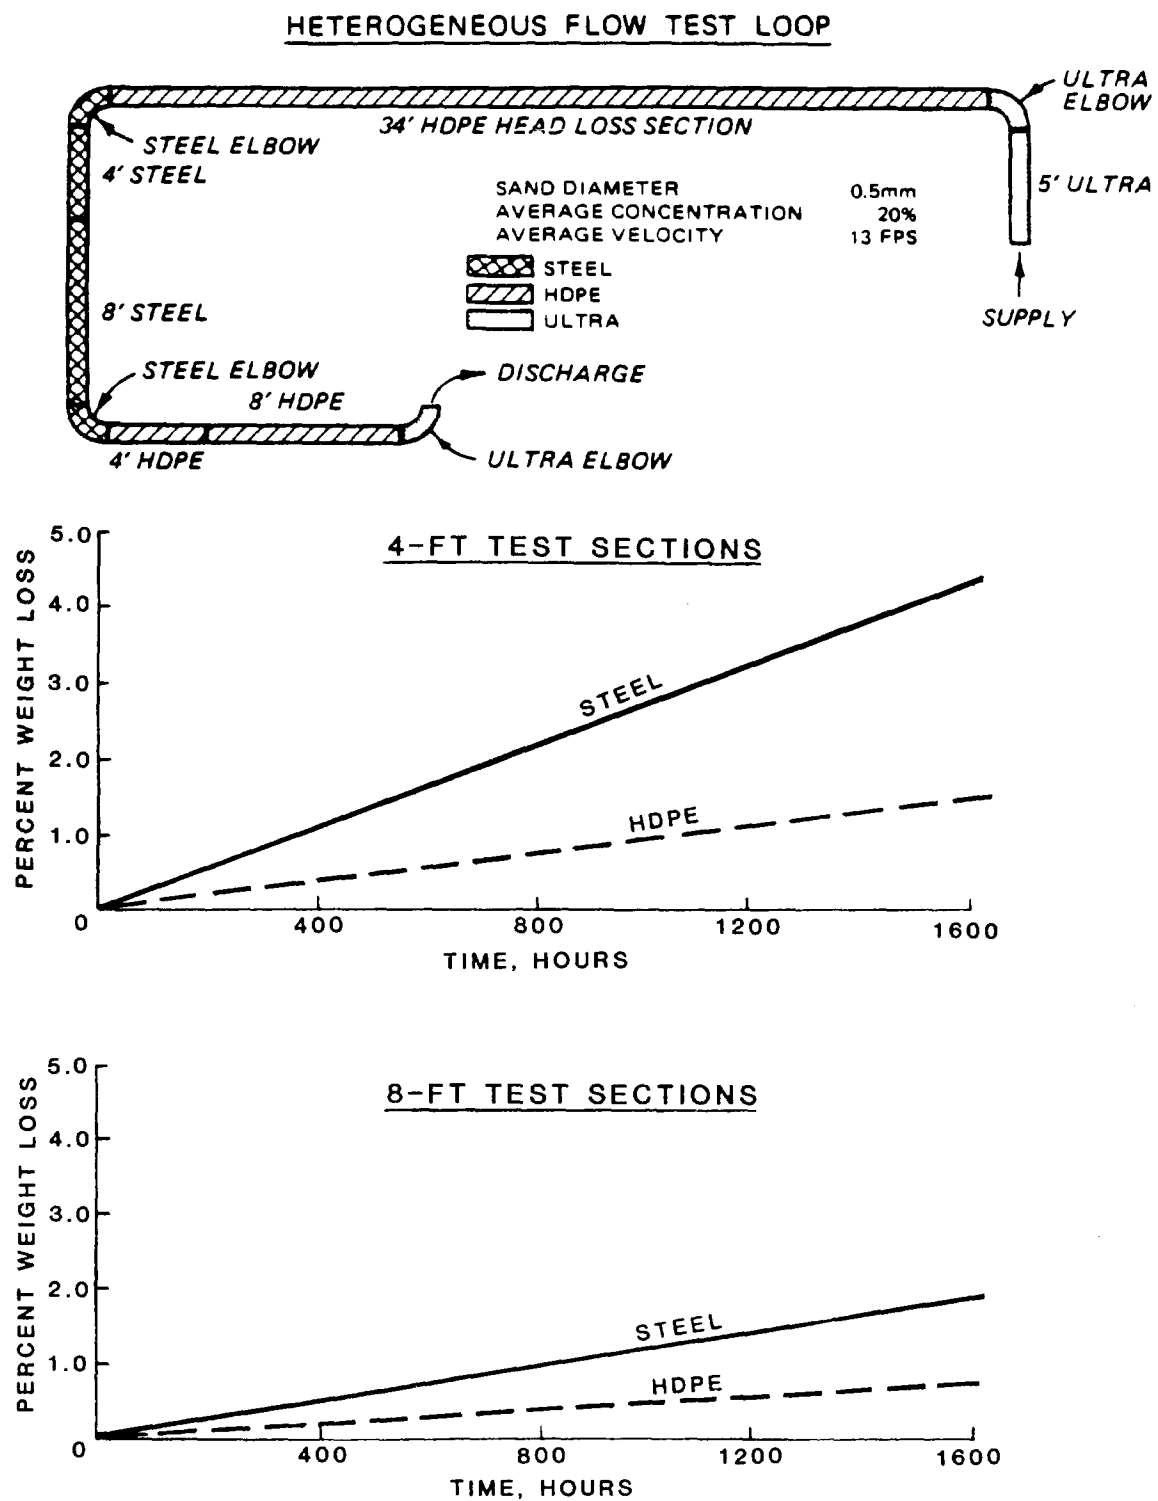 HETEROGENEOUS FLOW TEST LOOP
ULTRA
ELBOW
34' HDPE HEAD LOSS SECTION
STEEL ELBOW
4' STEEL
SAND DIAMETER 0.5mm
AVERAGE CONCENTRATION 20%
AVERAGE VELOCITY 13 FPS
5' ULTRA
STEEL
HDPE
ULTRA
8' STEEL
SUPPLY
STEEL ELBOW
8' HDPE
DISCHARGE
4' HDPE
ULTRA ELBOW
4-FT TEST SECTIONS
PERCENT WEIGHT LOSS
5.0
4.0
3.0
2.0
1.0
0
STEEL
HDPE
400 800 1200 1600
TIME, HOURS
8-FT TEST SECTIONS
PERCENT WEIGHT LOSS
5.0
4.0
3.0
2.0
1.0
0
STEEL
HDPE
400 800 1200 1600
TIME, HOURS